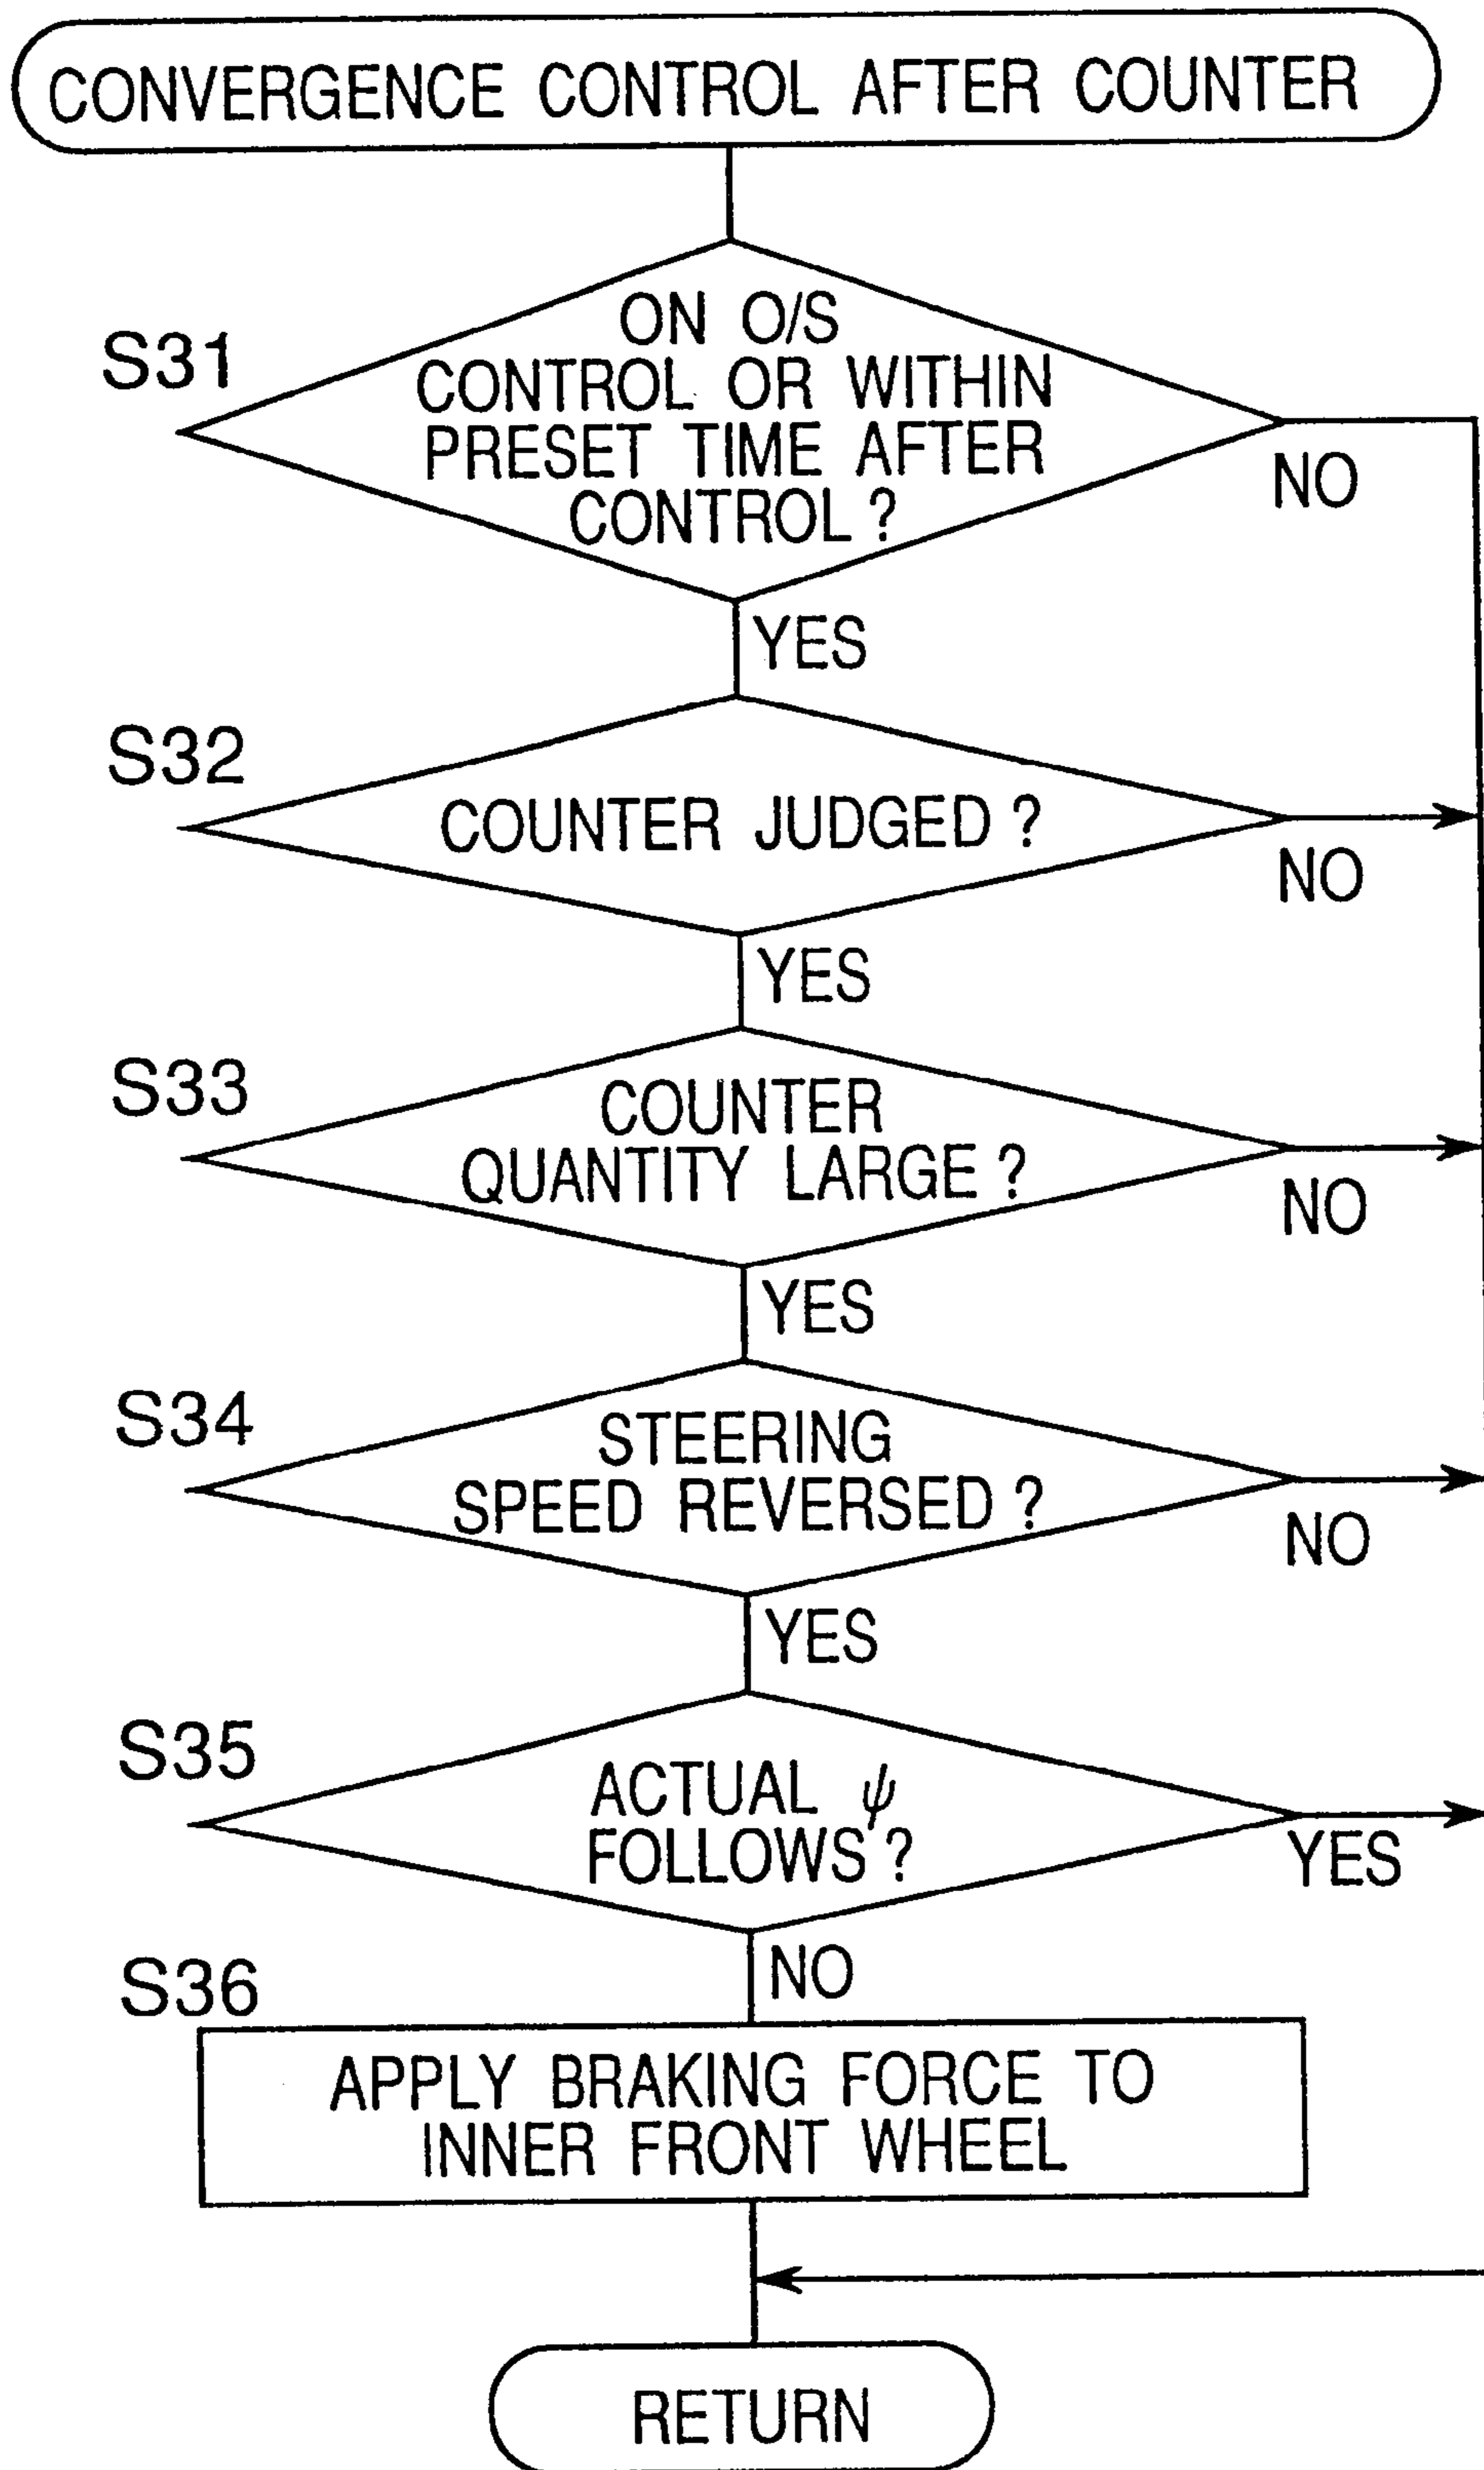 CONVERGENCE CONTROL AFTER COUNTER
S31
ON O/S
CONTROL OR WITHIN
PRESET TIME AFTER
CONTROL ?
NO
YES
S32
COUNTER JUDGED ?
NO
YES
S33
COUNTER
QUANTITY LARGE ?
NO
YES
S34
STEERING
SPEED REVERSED ?
NO
YES
S35
ACTUAL ψ
FOLLOWS ?
YES
NO
S36
APPLY BRAKING FORCE TO
INNER FRONT WHEEL
RETURN